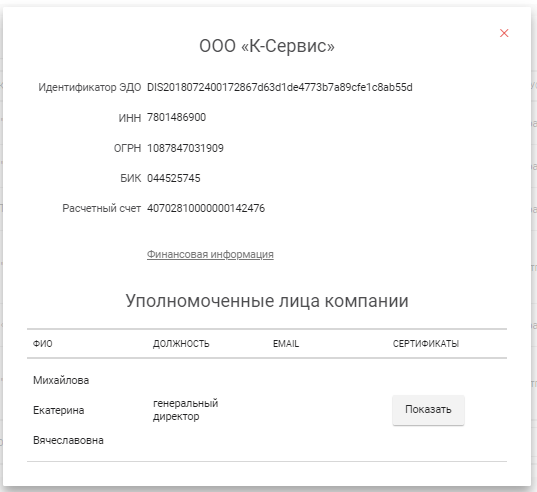 ООО «К-Сервис»
Идентификатор ЭДО DIS2018072400172867d63d1de4773b7a89cfe1c8ab55d
ИНН 7801486900
ОГРН 1087847031909
БИК 044525745
Расчетный счет 40702810000000142476
Финансовая информация
Уполномоченные лица компании
ФИО ДОЛЖНОСТЬ EMAIL СЕРТИФИКАТЫ
Михайлова
Екатерина
Вячеславовна
генеральный
директор
Показать